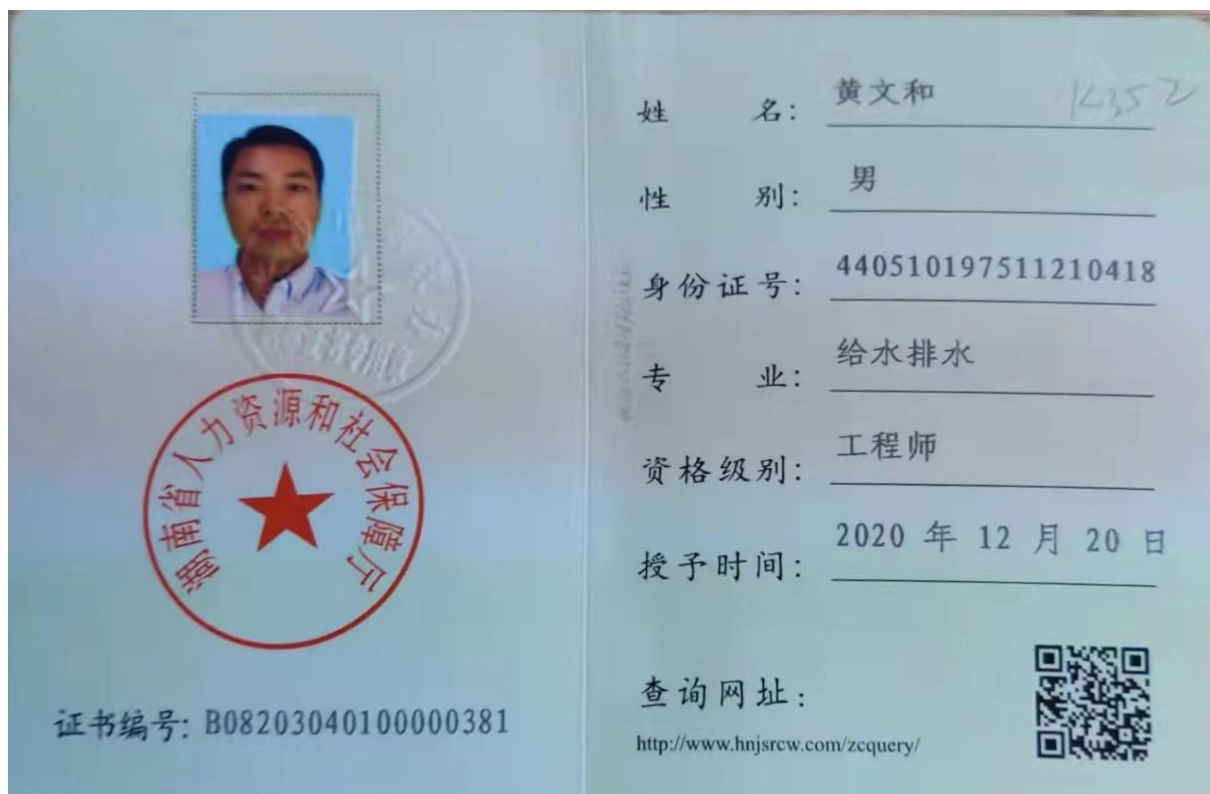 湖南省人力资源和社会保障厅
证书编号: B08203040100000381
姓 名: 黄文和
K352
性 别: 男
身份证号: 440510197511210418
专 业: 给水排水
资格级别: 工程师
授予时间: 2020 年 12 月 20 日
查询网址:
http://www.hnjsrcw.com/zcquery/